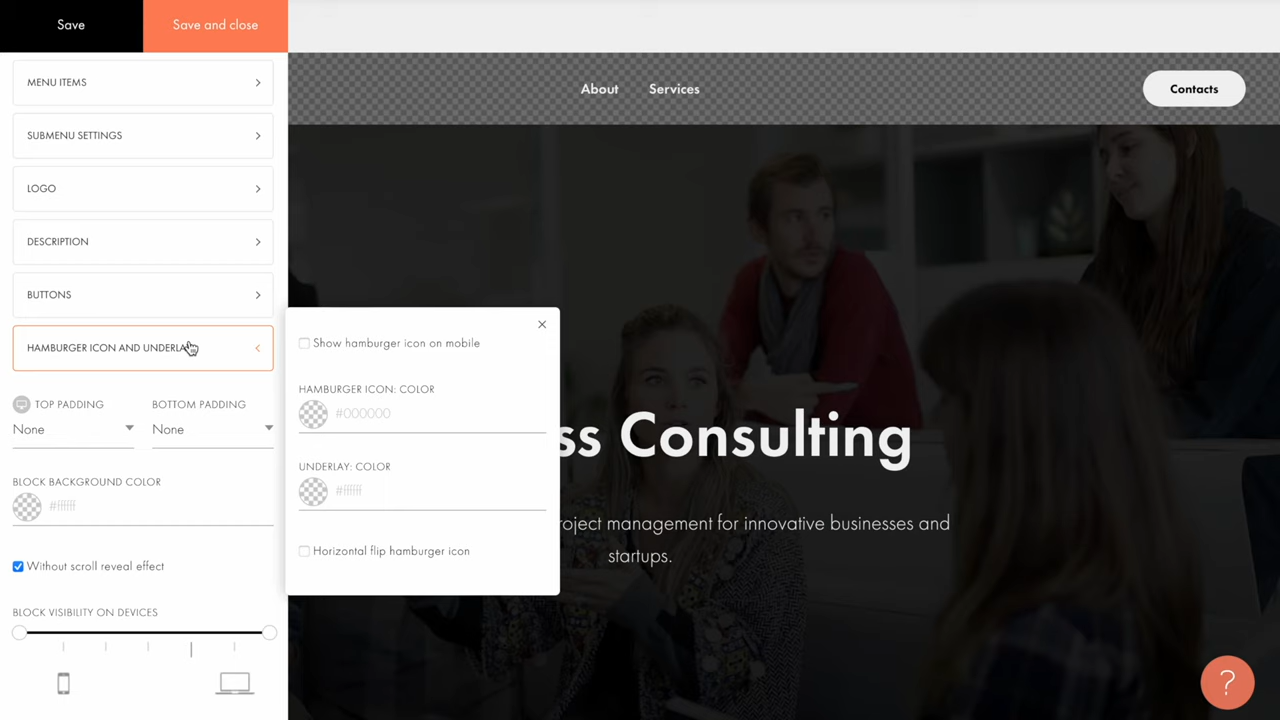 Save
Save and close
MENU ITEMS
SUBMENU SETTINGS
LOGO
DESCRIPTION
BUTTONS
HAMBURGER ICON AND
TOP PADDING
BOTTOM PADDING
None
None
BLOCK BACKGROUND COLOR
#ffffff
Without scroll reveal effect
BLOCK VISIBILITY ON DEVICES
Show hamburger icon on mobile
HAMBURGER ICON: COLOR
#000000
UNDERLAY: COLOR
#ffffff
Horizontal flip hamburger icon
About
Services
Contacts
ss Consulting
roject management for innovative businesses and
startups.
?